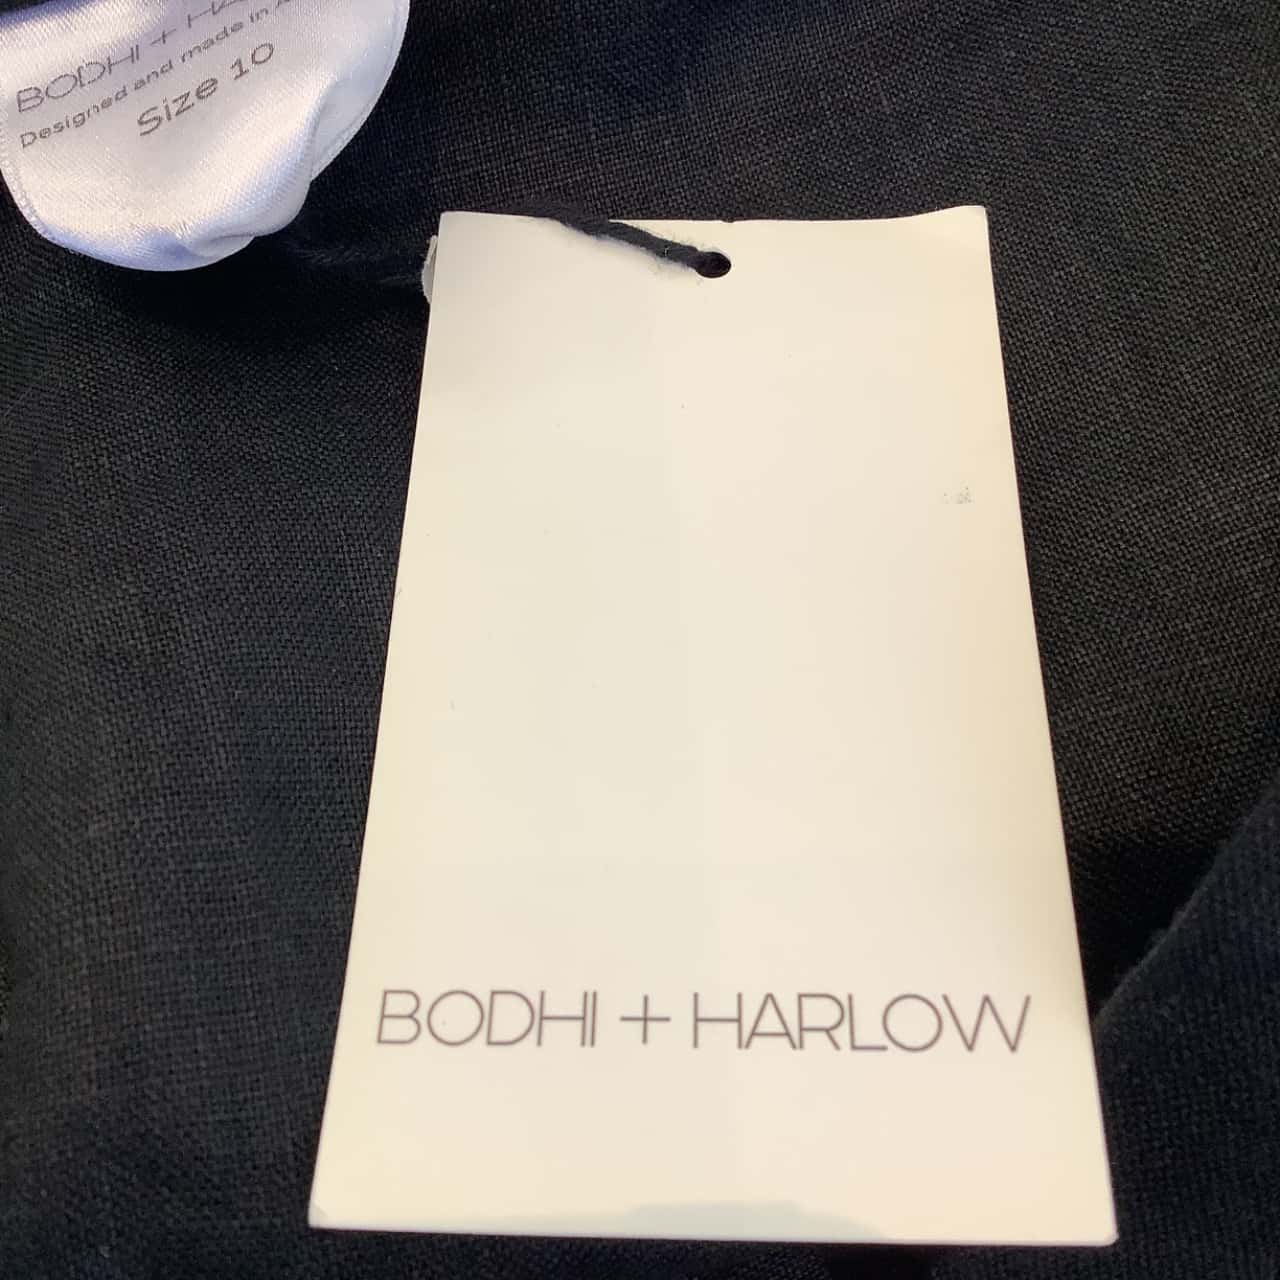 BODHI +
Designed and made in
Size 10
BODHI + HARLOW